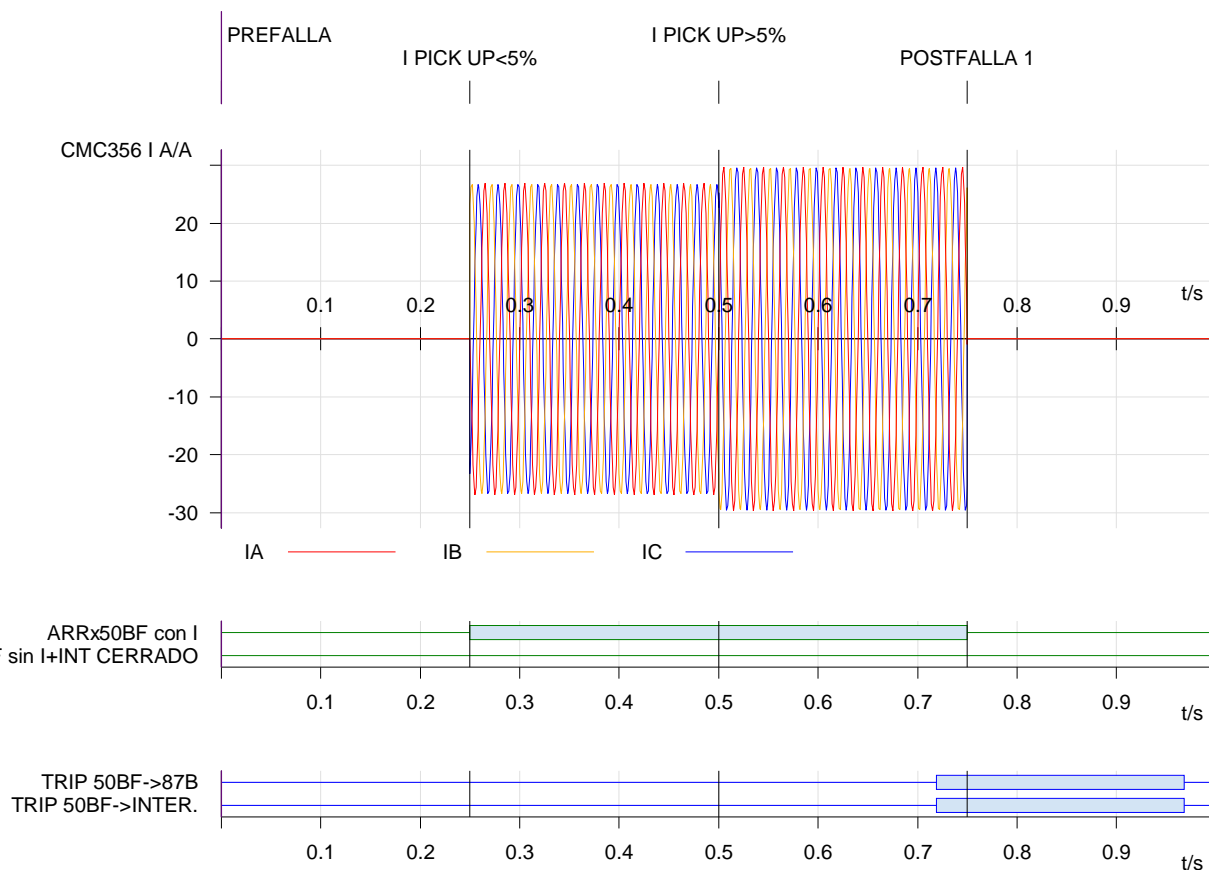 PREFALLA
I PICK UP<5%
I PICK UP>5%
POSTFALLA 1
CMC356 I A/A
20
10
0
-10
-20
-30
0.1 0.2 0.3 0.4 0.5 0.6 0.7 0.8 0.9 t/s
IA IB IC
ARRx50BF con I
F sin I+INT CERRADO
0.1 0.2 0.3 0.4 0.5 0.6 0.7 0.8 0.9 t/s
TRIP 50BF->87B
TRIP 50BF->INTER.
0.1 0.2 0.3 0.4 0.5 0.6 0.7 0.8 0.9 t/s